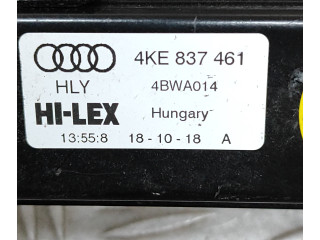 4KE 837 461
HLY 4BWA014
HI-LEX Hungary
13:55:8 18-10-18 A